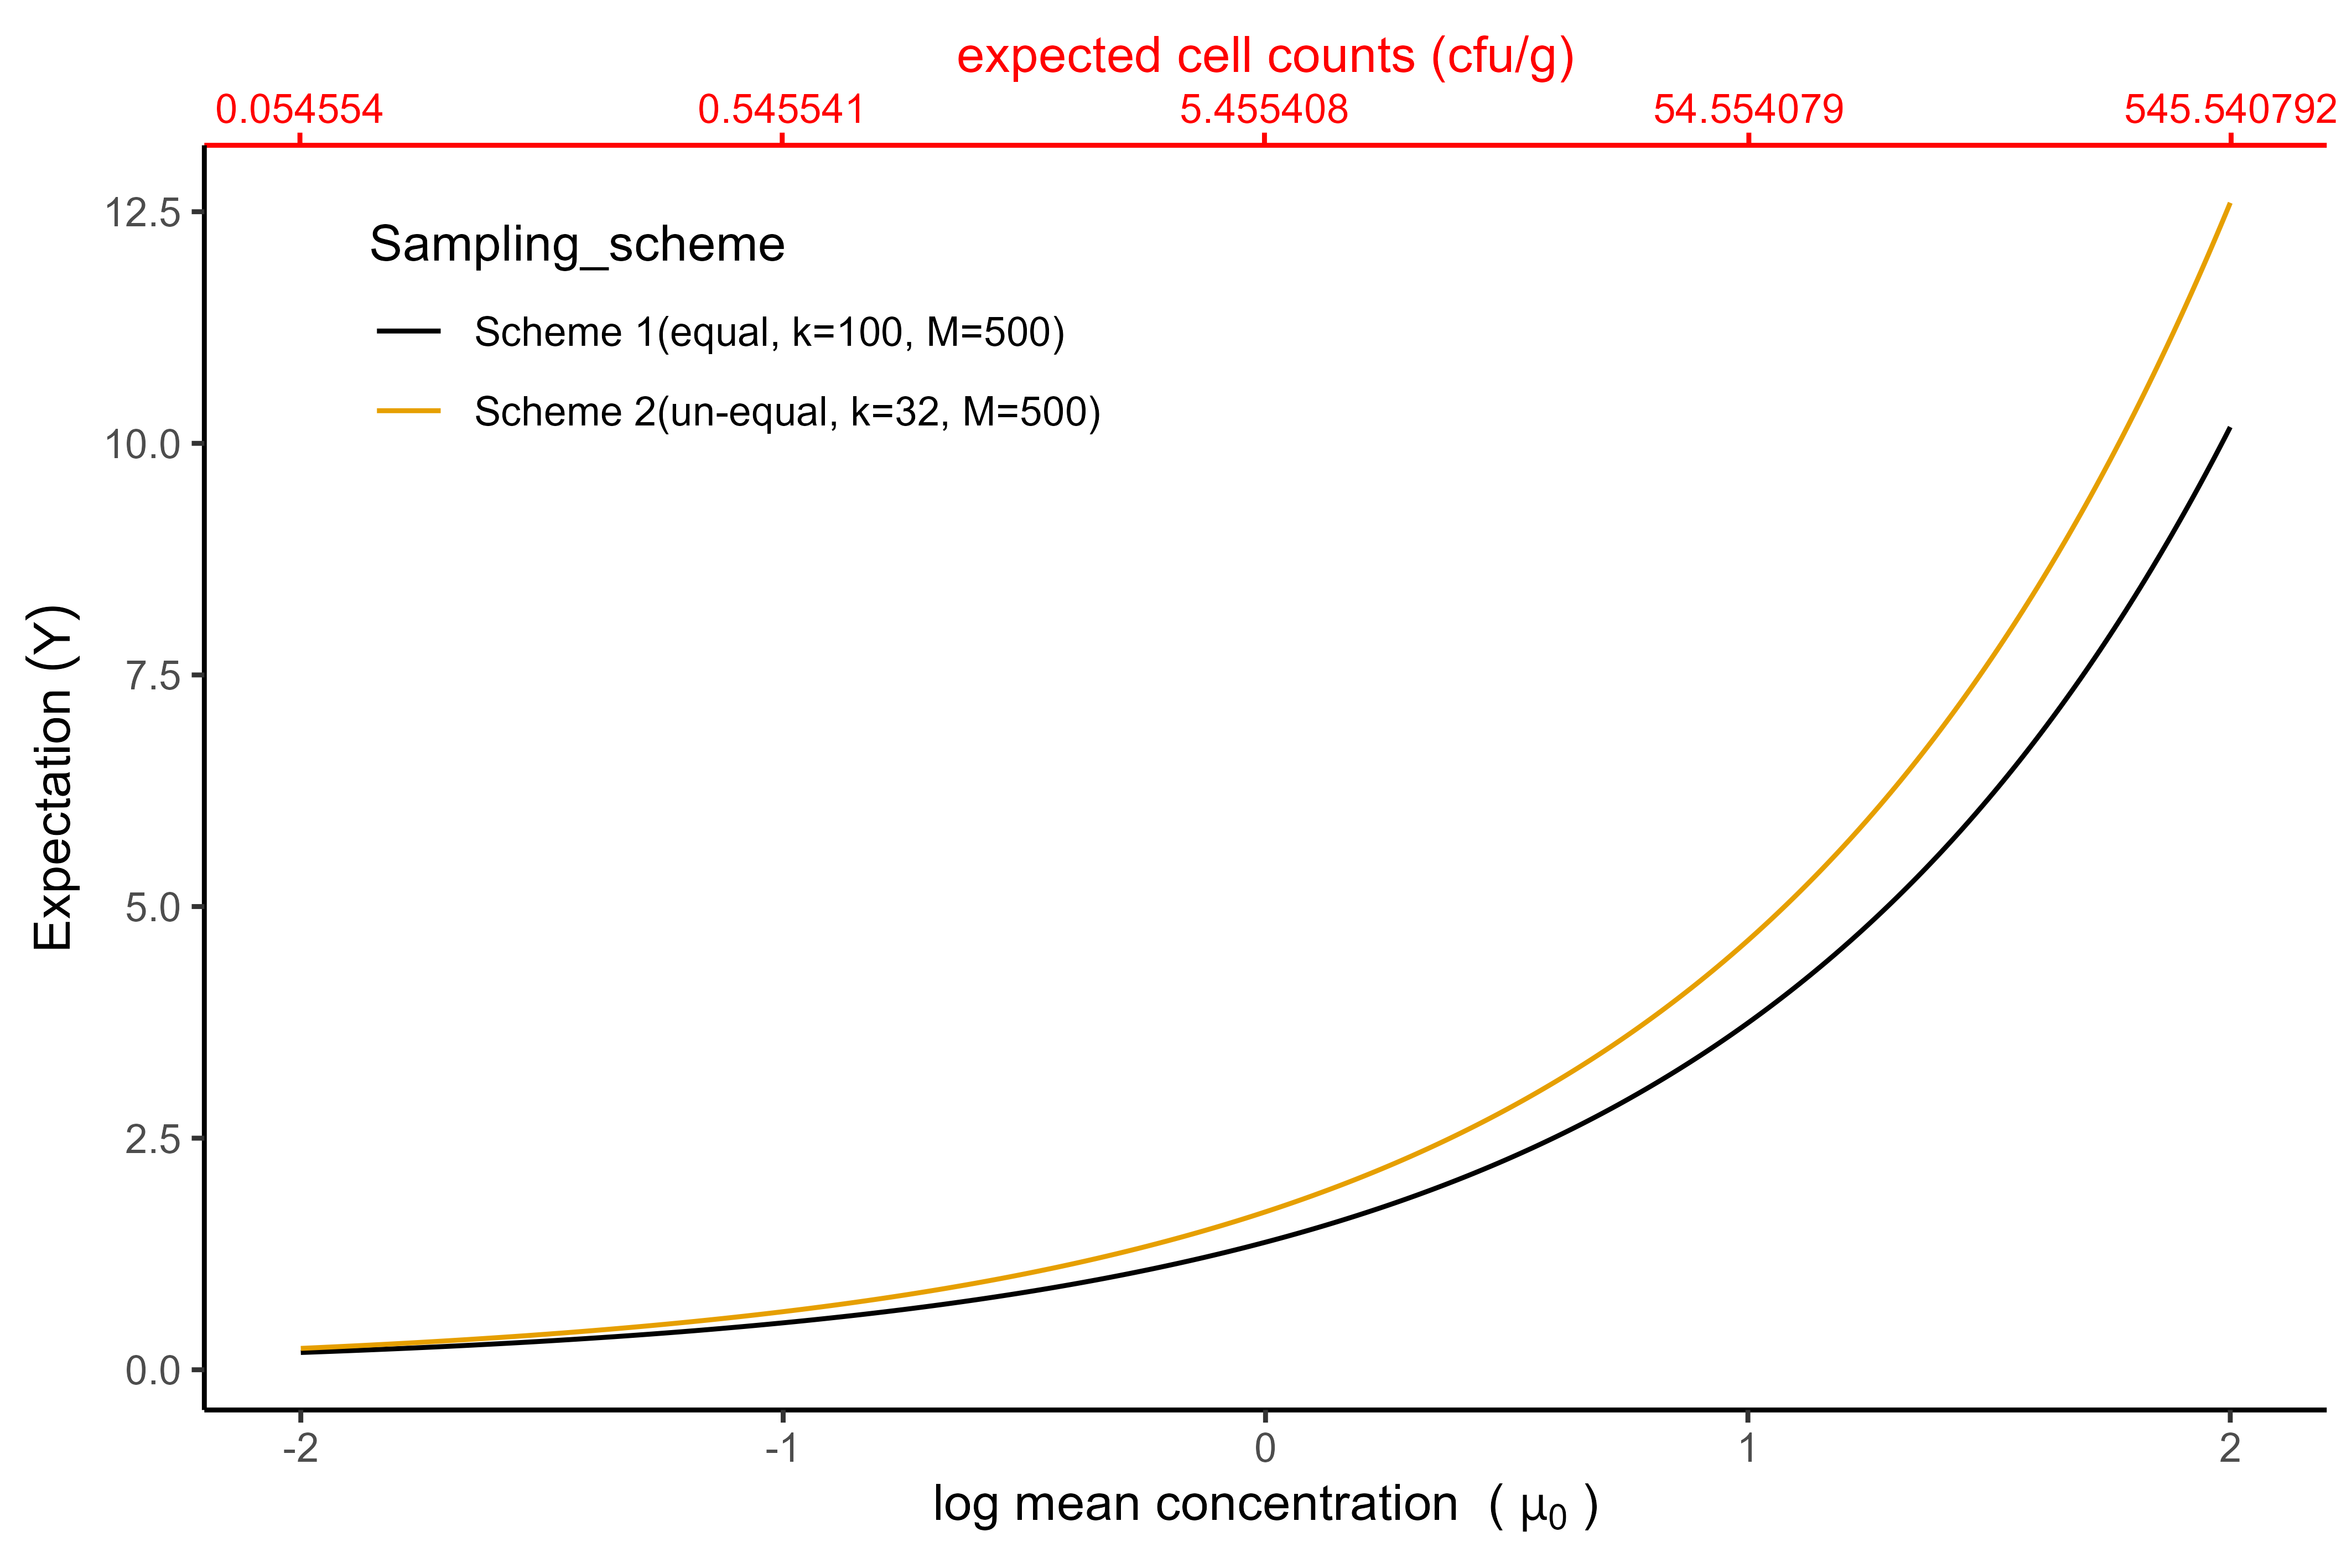 expected cell counts (cfu/g)
0.054554 0.545541 5.455408 54.554079 545.540792
12.5
10.0
7.5
5.0
2.5
0.0
Expectation (Y)
Sampling_scheme
Scheme 1(equal, k=100, M=500)
Scheme 2(un-equal, k=32, M=500)
-2 -1 0 1 2
log mean concentration ( μ₀ )